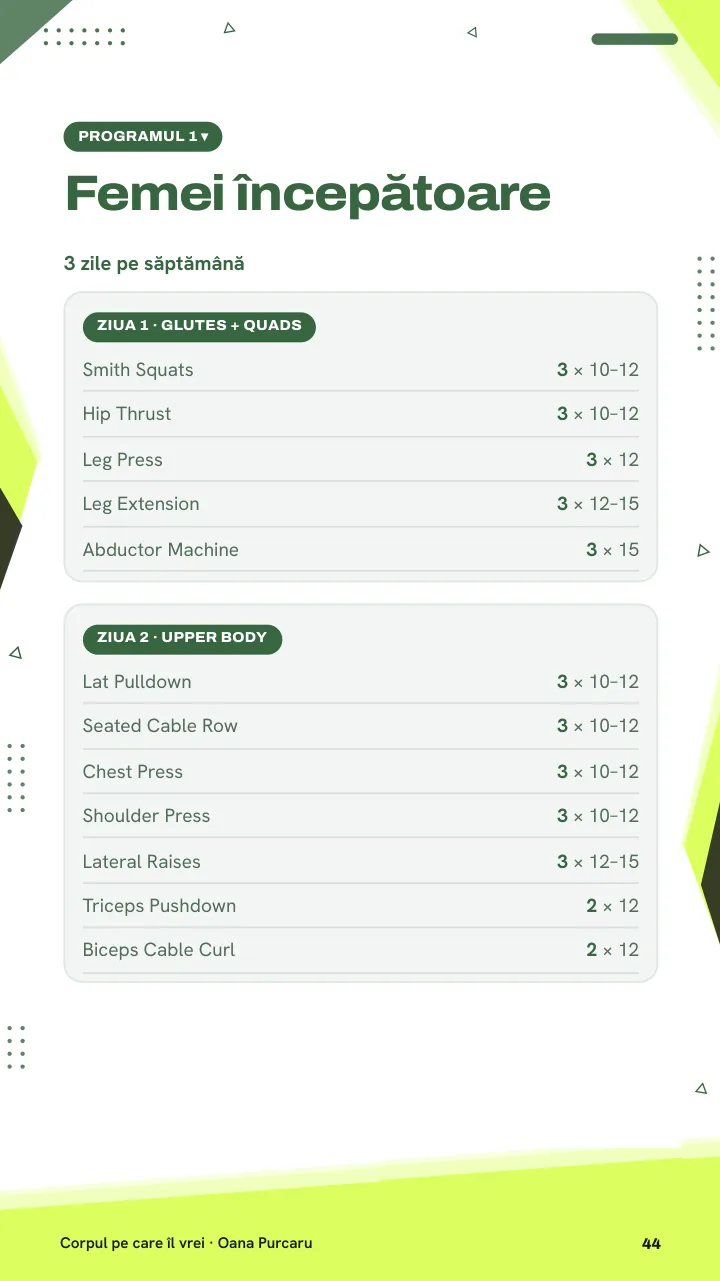 PROGRAMUL 1 ▾
Femei începătoare
3 zile pe săptămână
ZIUA 1 · GLUTES + QUADS
Smith Squats 3 × 10–12
Hip Thrust 3 × 10–12
Leg Press 3 × 12
Leg Extension 3 × 12–15
Abductor Machine 3 × 15
ZIUA 2 · UPPER BODY
Lat Pulldown 3 × 10–12
Seated Cable Row 3 × 10–12
Chest Press 3 × 10–12
Shoulder Press 3 × 10–12
Lateral Raises 3 × 12–15
Triceps Pushdown 2 × 12
Biceps Cable Curl 2 × 12
Corpul pe care îl vrei · Oana Purcaru 44